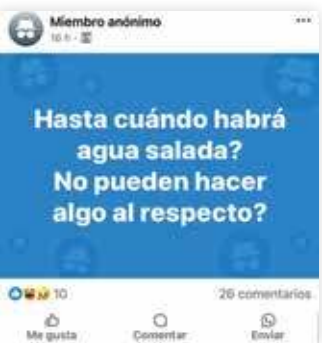 Miembro anónimo
16 h
Hasta cuándo habrá
agua salada?
No pueden hacer
algo al respecto?
10
26 comentarios
Me gusta
Comentar
Enviar